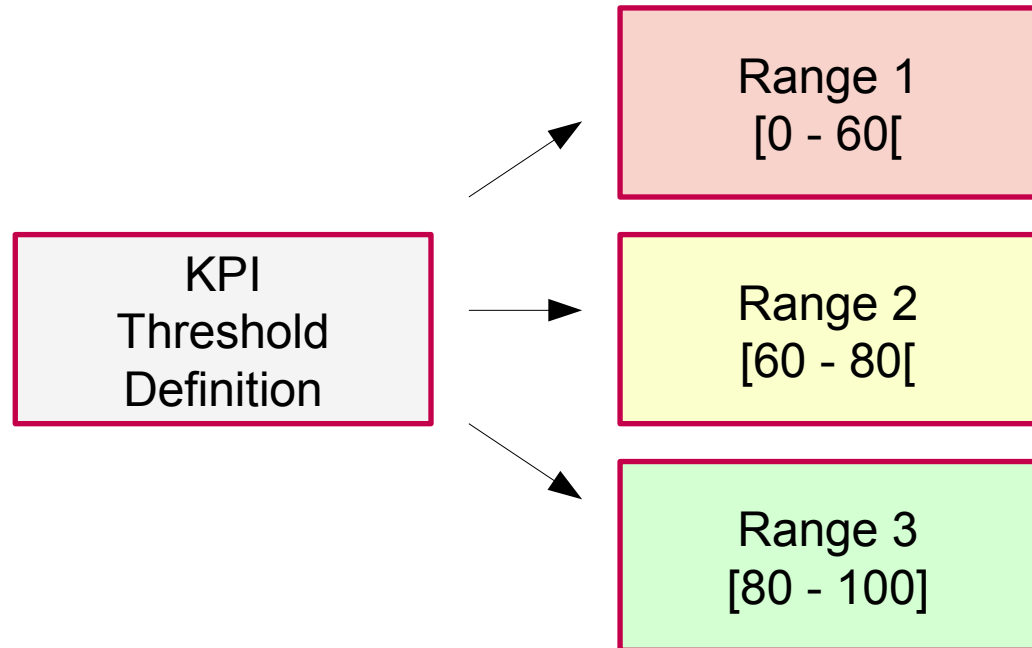 KPI
Threshold
Definition
Range 1
[0 - 60[
Range 2
[60 - 80[
Range 3
[80 - 100]